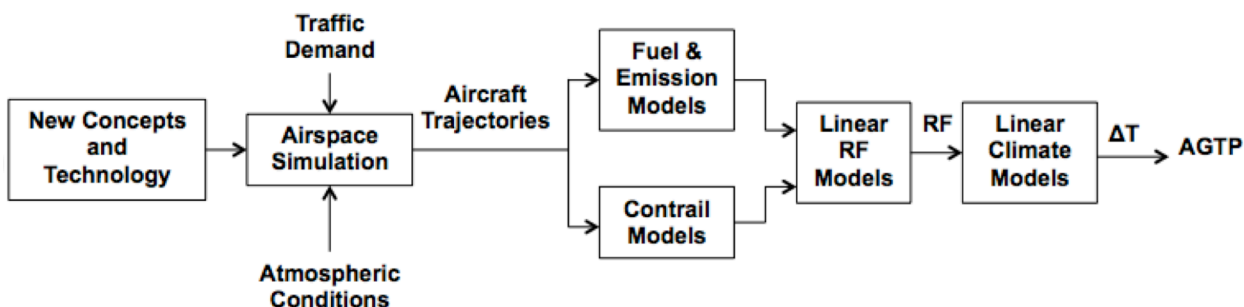 Traffic
Demand
New Concepts
and
Technology
Airspace
Simulation
Atmospheric
Conditions
Aircraft
Trajectories
Fuel &
Emission
Models
Contrail
Models
Linear
RF
Models
RF
Linear
Climate
Models
ΔT
AGTP